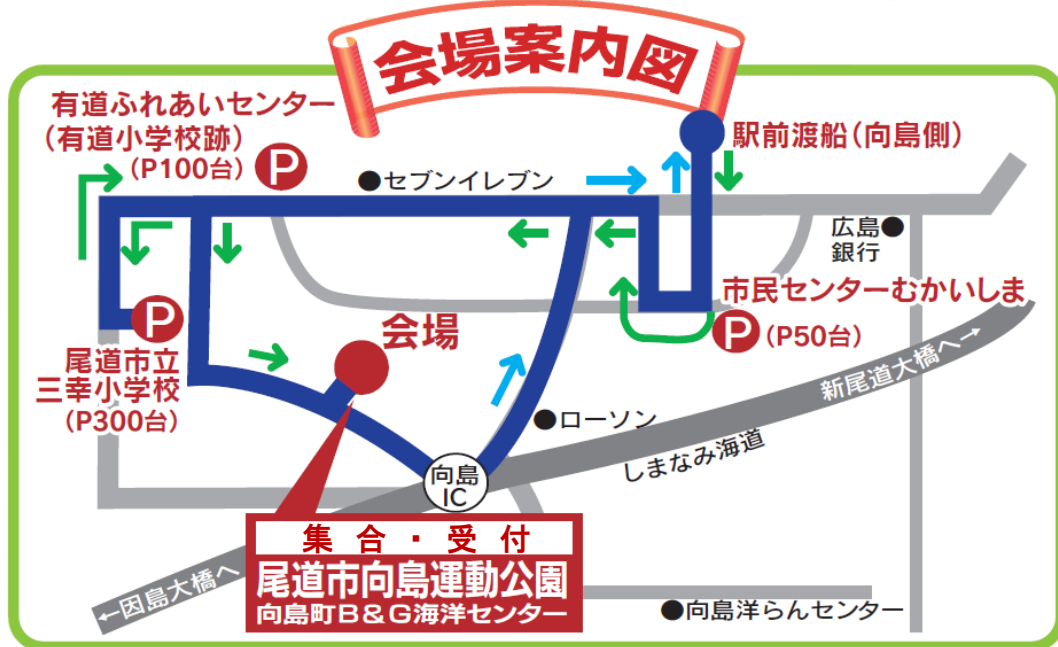 会場案内図
有道ふれあいセンター
(有道小学校跡)
(P100台)
P
●セブンイレブン
駅前渡船(向島側)
広島●
銀行
市民センターむかいしま
P
(P50台)
P
尾道市立
三幸小学校
(P300台)
会場
新尾道大橋へ→
●ローソン
しまなみ海道
向島
IC
集合・受付
尾道市向島運動公園
向島町B&G海洋センター
←因島大橋へ
●向島洋らんセンター